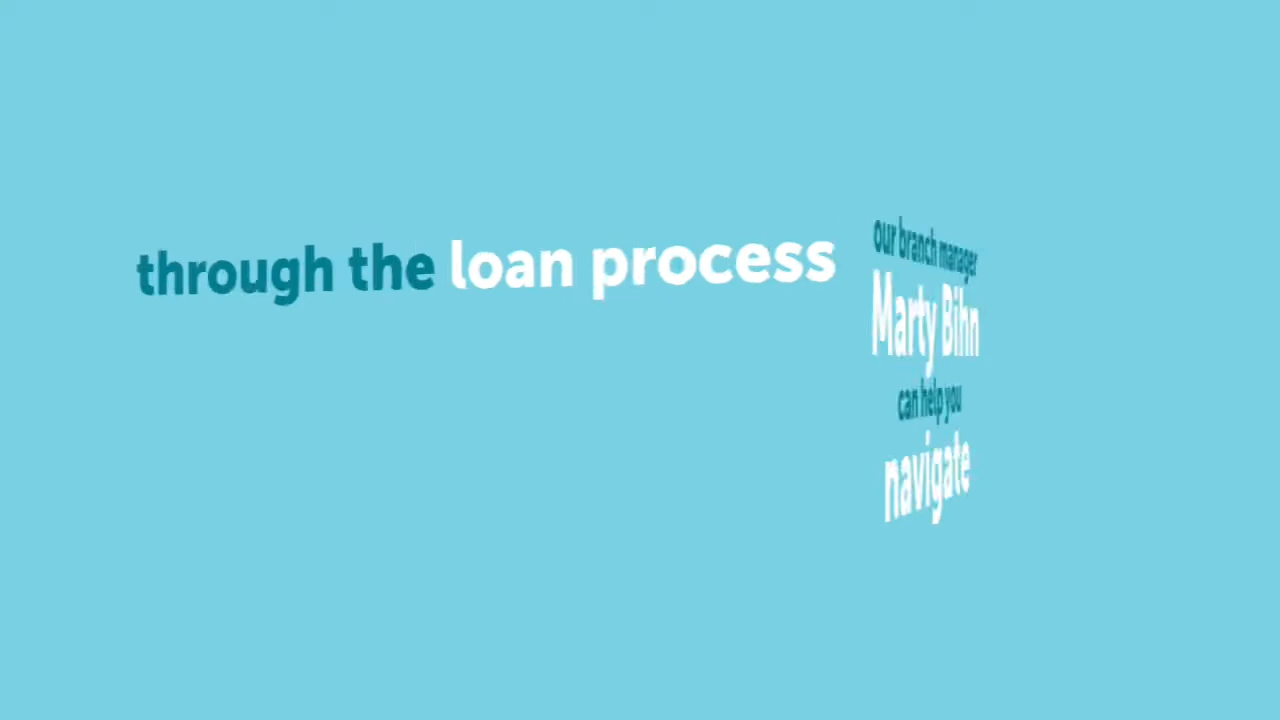 our branch manager
Marty Bihn
can help you
navigate
through the loan process